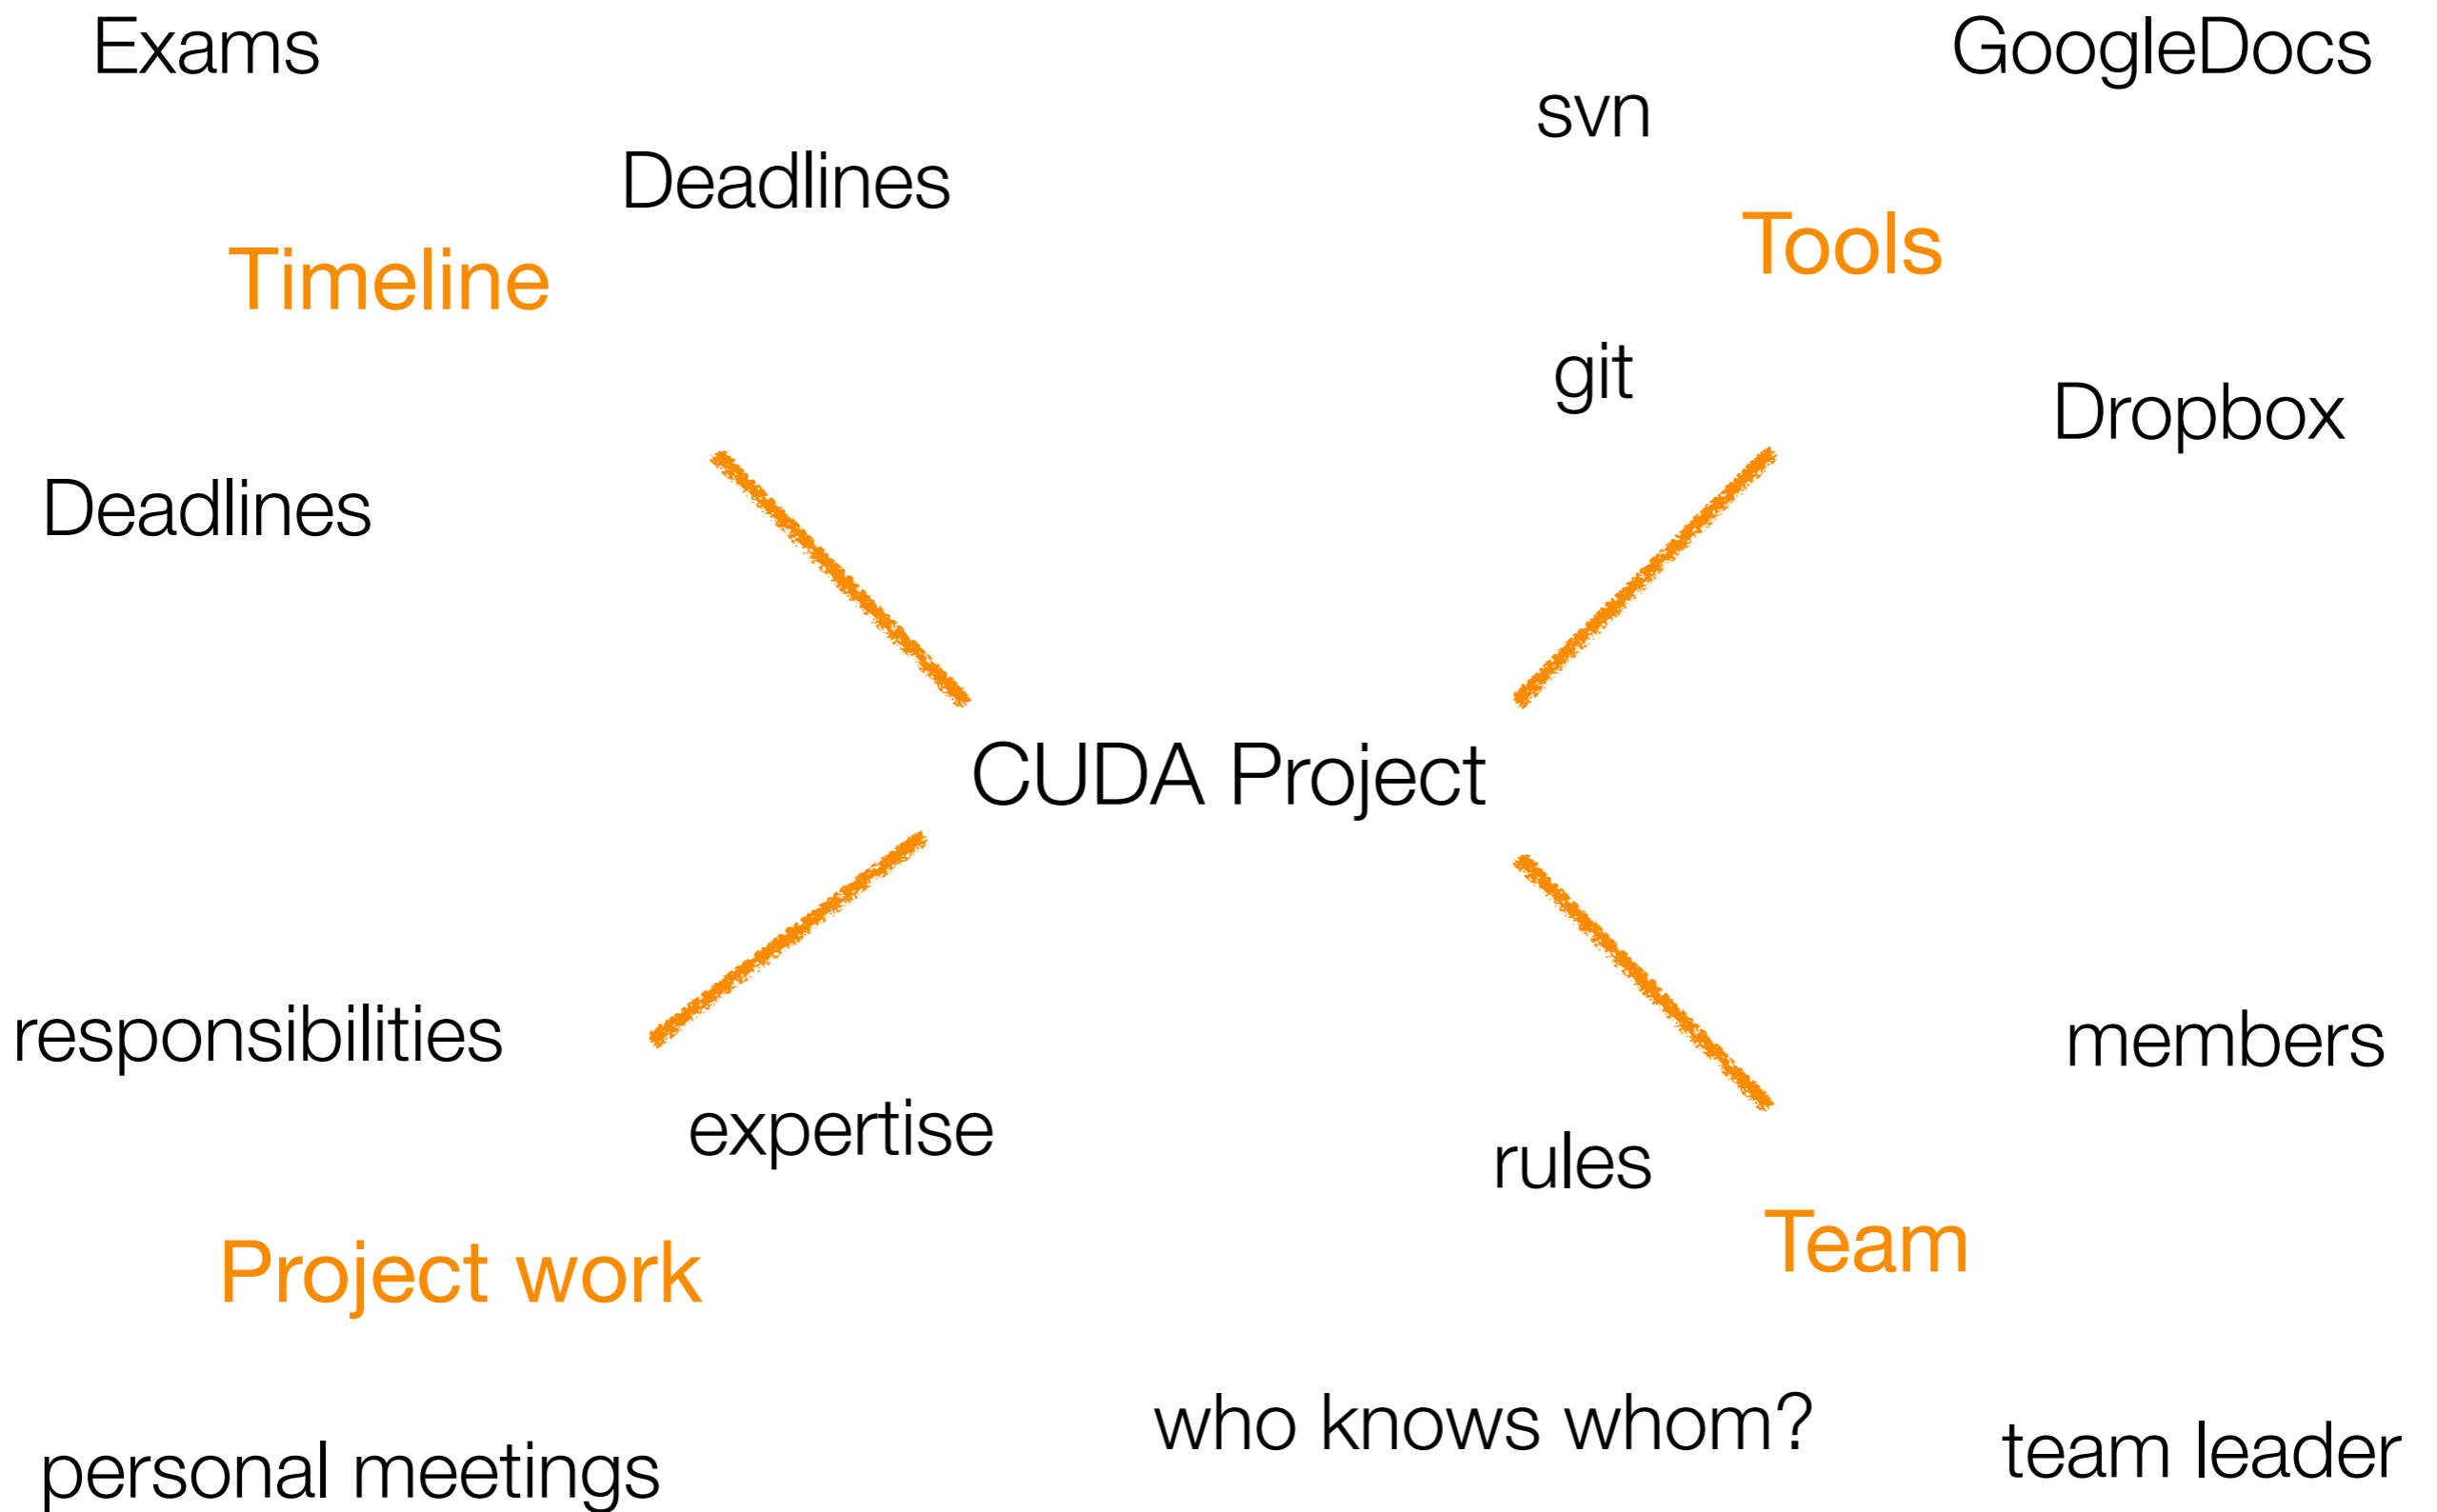 Exams
Deadlines
Timeline
Deadlines
GoogleDocs
svn
Tools
git
Dropbox
CUDA Project
responsibilities
expertise
Project work
personal meetings
members
rules
Team
who knows whom?
team leader